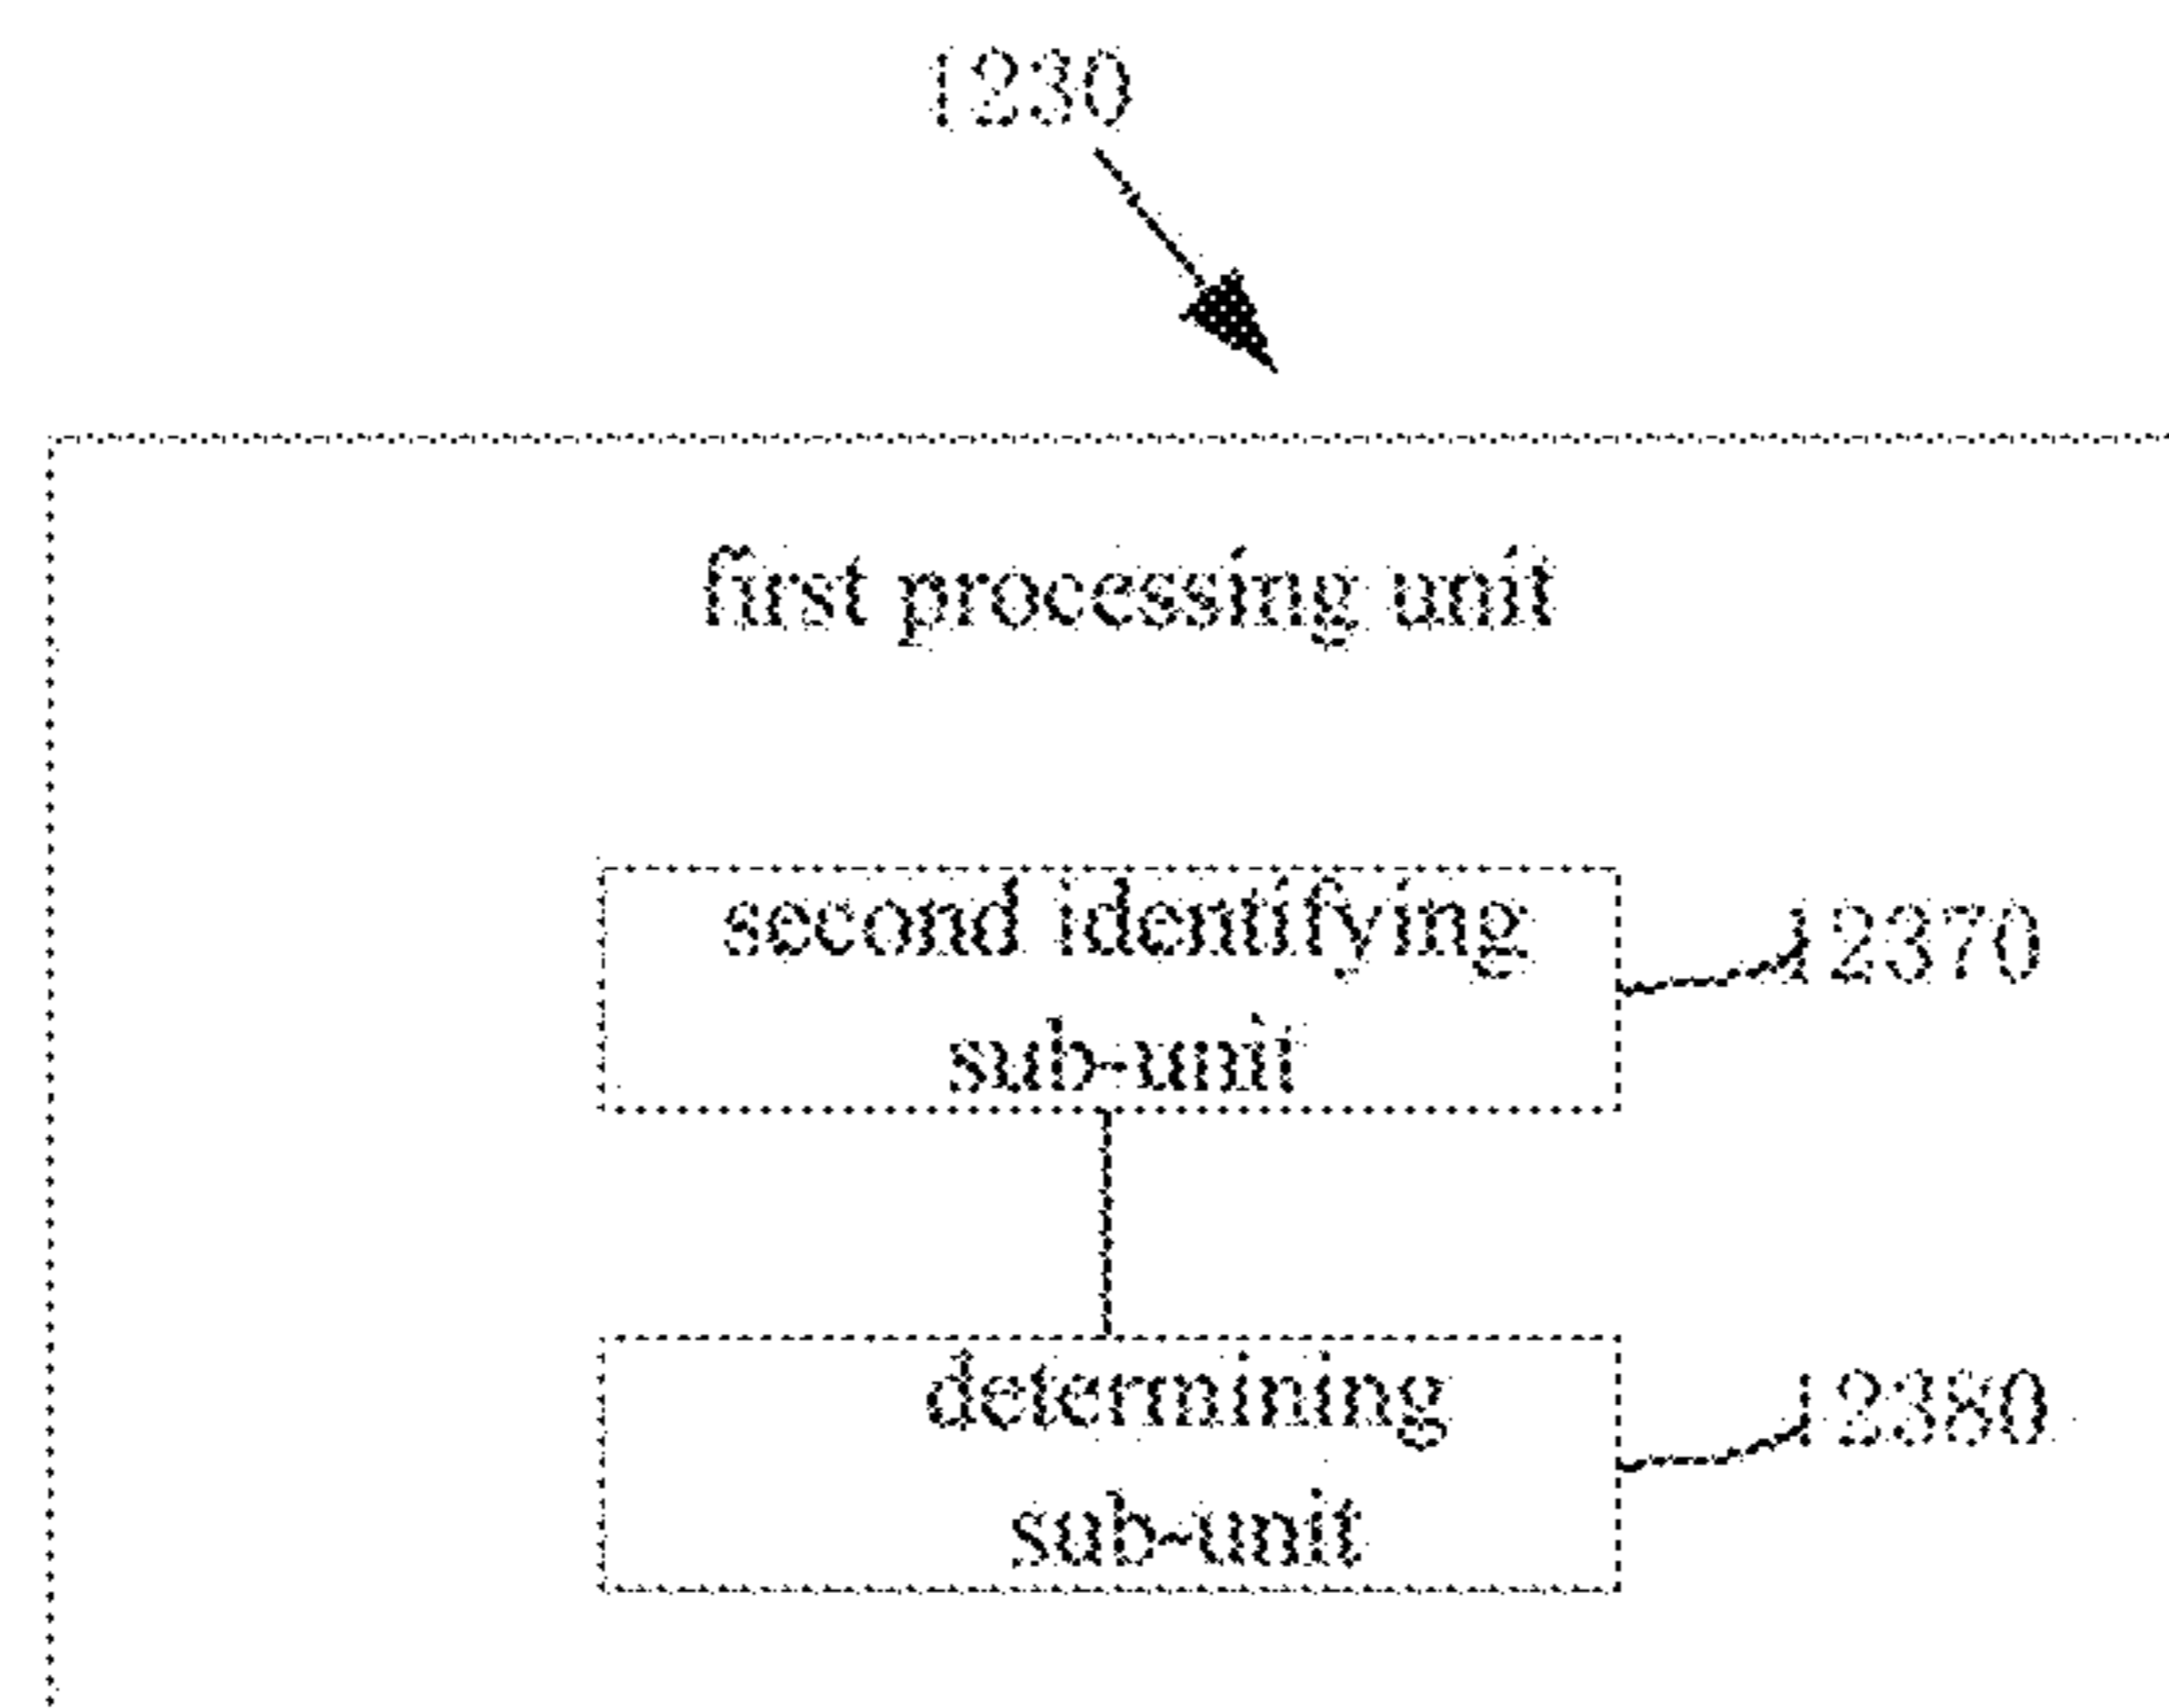 1230
first processing unit
second identifying
sub-unit
12370
determining
sub-unit
12380